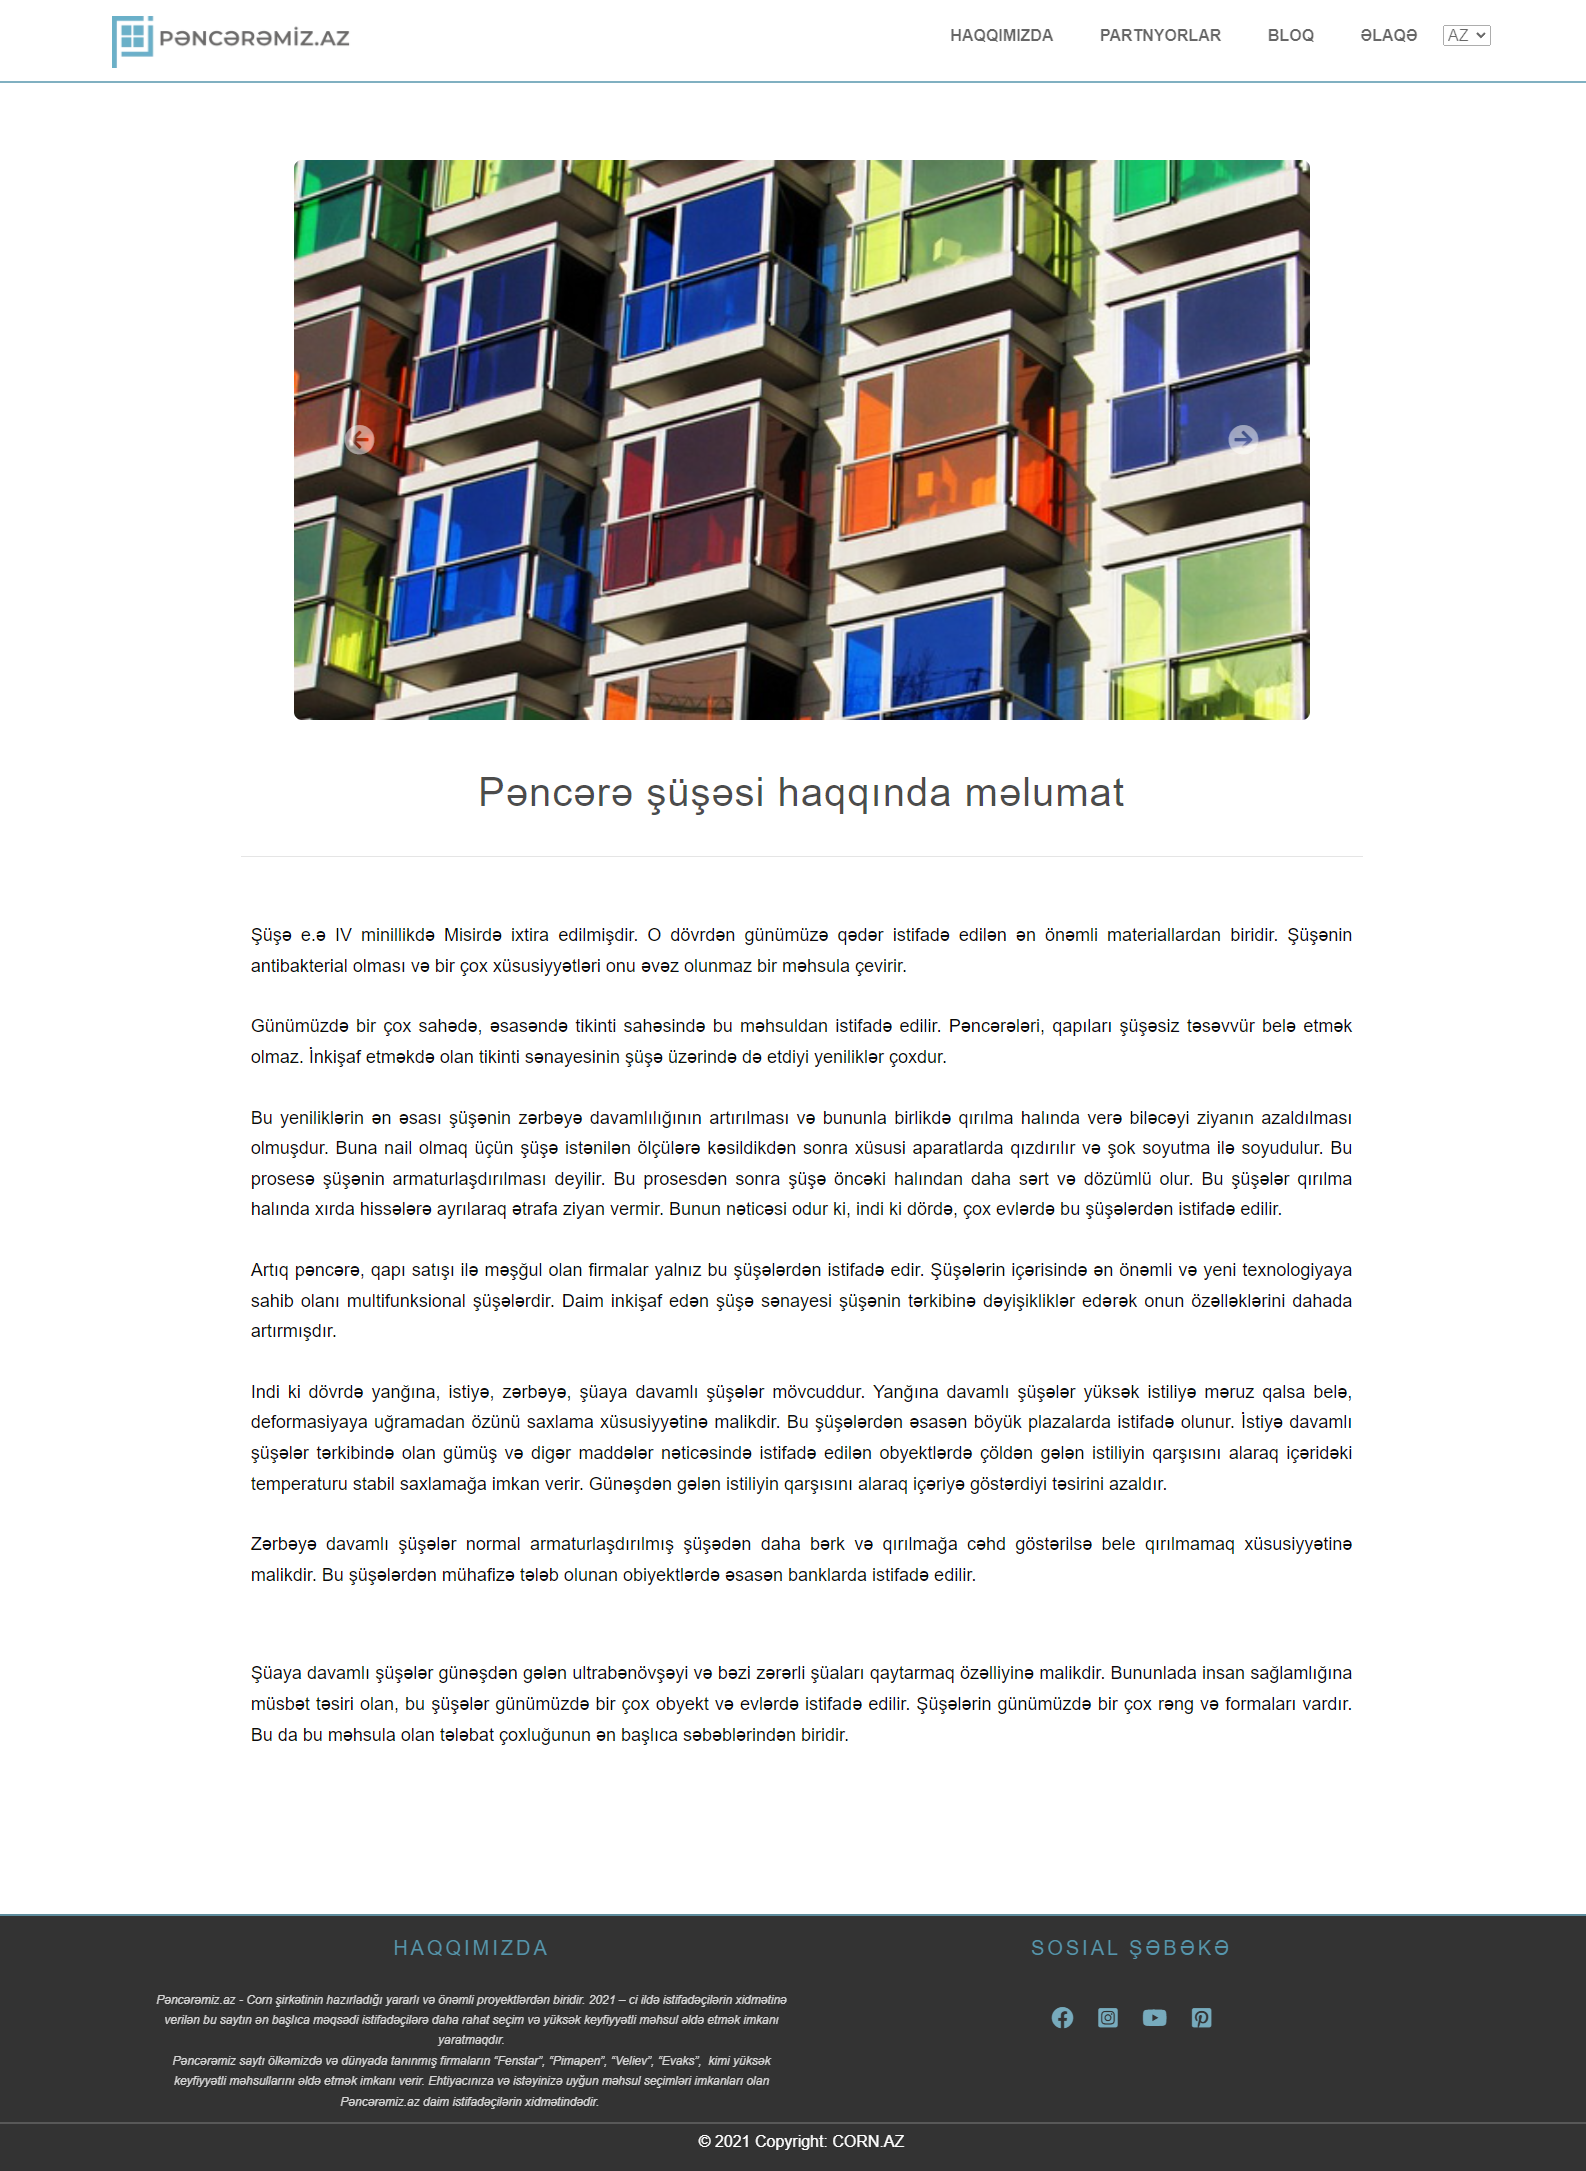 PƏNCƏRƏMİZ.AZ
HAQQIMIZDA PARTNYORLAR BLOQ ƏLAQƏ AZ
Pəncərə şüşəsi haqqında məlumat
Şüşə e.ə IV minillikdə Misirdə ixtira edilmişdir. O dövrdən günümüzə qədər istifadə edilən ən önəmli materiallardan biridir. Şüşənin
antibakterial olması və bir çox xüsusiyyətləri onu əvəz olunmaz bir məhsula çevirir.
Günümüzdə bir çox sahədə, əsasəndə tikinti sahəsində bu məhsuldan istifadə edilir. Pəncərələri, qapıları şüşəsiz təsəvvür belə etmək
olmaz. İnkişaf etməkdə olan tikinti sənayesinin şüşə üzərində də etdiyi yeniliklər çoxdur.
Bu yeniliklərin ən əsası şüşənin zərbəyə davamlılığının artırılması və bununla birlikdə qırılma halında verə biləcəyi ziyanın azaldılması
olmuşdur. Buna nail olmaq üçün şüşə istənilən ölçülərə kəsildikdən sonra xüsusi aparatlarda qızdırılır və şok soyutma ilə soyudulur. Bu
prosesə şüşənin armaturlaşdırılması deyilir. Bu prosesdən sonra şüşə öncəki halından daha sərt və dözümlü olur. Bu şüşələr qırılma
halında xırda hissələrə ayrılaraq ətrafa ziyan vermir. Bunun nəticəsi odur ki, indi ki dördə, çox evlərdə bu şüşələrdən istifadə edilir.
Artıq pəncərə, qapı satışı ilə məşğul olan firmalar yalnız bu şüşələrdən istifadə edir. Şüşələrin içərisində ən önəmli və yeni texnologiyaya
sahib olanı multifunksional şüşələrdir. Daim inkişaf edən şüşə sənayesi şüşənin tərkibinə dəyişikliklər edərək onun özəlləklərini dahada
artırmışdır.
Indi ki dövrdə yanğına, istiyə, zərbəyə, şüaya davamlı şüşələr mövcuddur. Yanğına davamlı şüşələr yüksək istiliyə məruz qalsa belə,
deformasiyaya uğramadan özünü saxlama xüsusiyyətinə malikdir. Bu şüşələrdən əsasən böyük plazalarda istifadə olunur. İstiyə davamlı
şüşələr tərkibində olan gümüş və digər maddələr nəticəsində istifadə edilən obyektlərdə çöldən gələn istiliyin qarşısını alaraq içəridəki
temperaturu stabil saxlamağa imkan verir. Günəşdən gələn istiliyin qarşısını alaraq içəriyə göstərdiyi təsirini azaldır.
Zərbəyə davamlı şüşələr normal armaturlaşdırılmış şüşədən daha bərk və qırılmağa cəhd göstərilsə bele qırılmamaq xüsusiyyətinə
malikdir. Bu şüşələrdən mühafizə tələb olunan obiyektlərdə əsasən banklarda istifadə edilir.
Şüaya davamlı şüşələr günəşdən gələn ultrabənövşəyi və bəzi zərərli şüaları qaytarmaq özəlliyinə malikdir. Bununlada insan sağlamlığına
müsbət təsiri olan, bu şüşələr günümüzdə bir çox obyekt və evlərdə istifadə edilir. Şüşələrin günümüzdə bir çox rəng və formaları vardır.
Bu da bu məhsula olan tələbat çoxluğunun ən başlıca səbəblərindən biridir.
HAQQIMIZDA
Pəncərəmiz.az - Corn şirkətinin hazırladığı yararlı və önəmli proyektlərdən biridir. 2021 – ci ildə istifadəçilərin xidmətinə
verilən bu saytın ən başlıca məqsədi istifadəçilərə daha rahat seçim və yüksək keyfiyyətli məhsul əldə etmək imkanı
yaratmaqdır.
Pəncərəmiz saytı ölkəmizdə və dünyada tanınmış firmaların "Fenstar", "Pimapen", "Veliev", "Evaks", kimi yüksək
keyfiyyətli məhsullarını əldə etmək imkanı verir. Ehtiyacınıza və istəyinizə uyğun məhsul seçimləri imkanları olan
Pəncərəmiz.az daim istifadəçilərin xidmətindədir.
SOSIAL ŞƏBƏKƏ
© 2021 Copyright: CORN.AZ